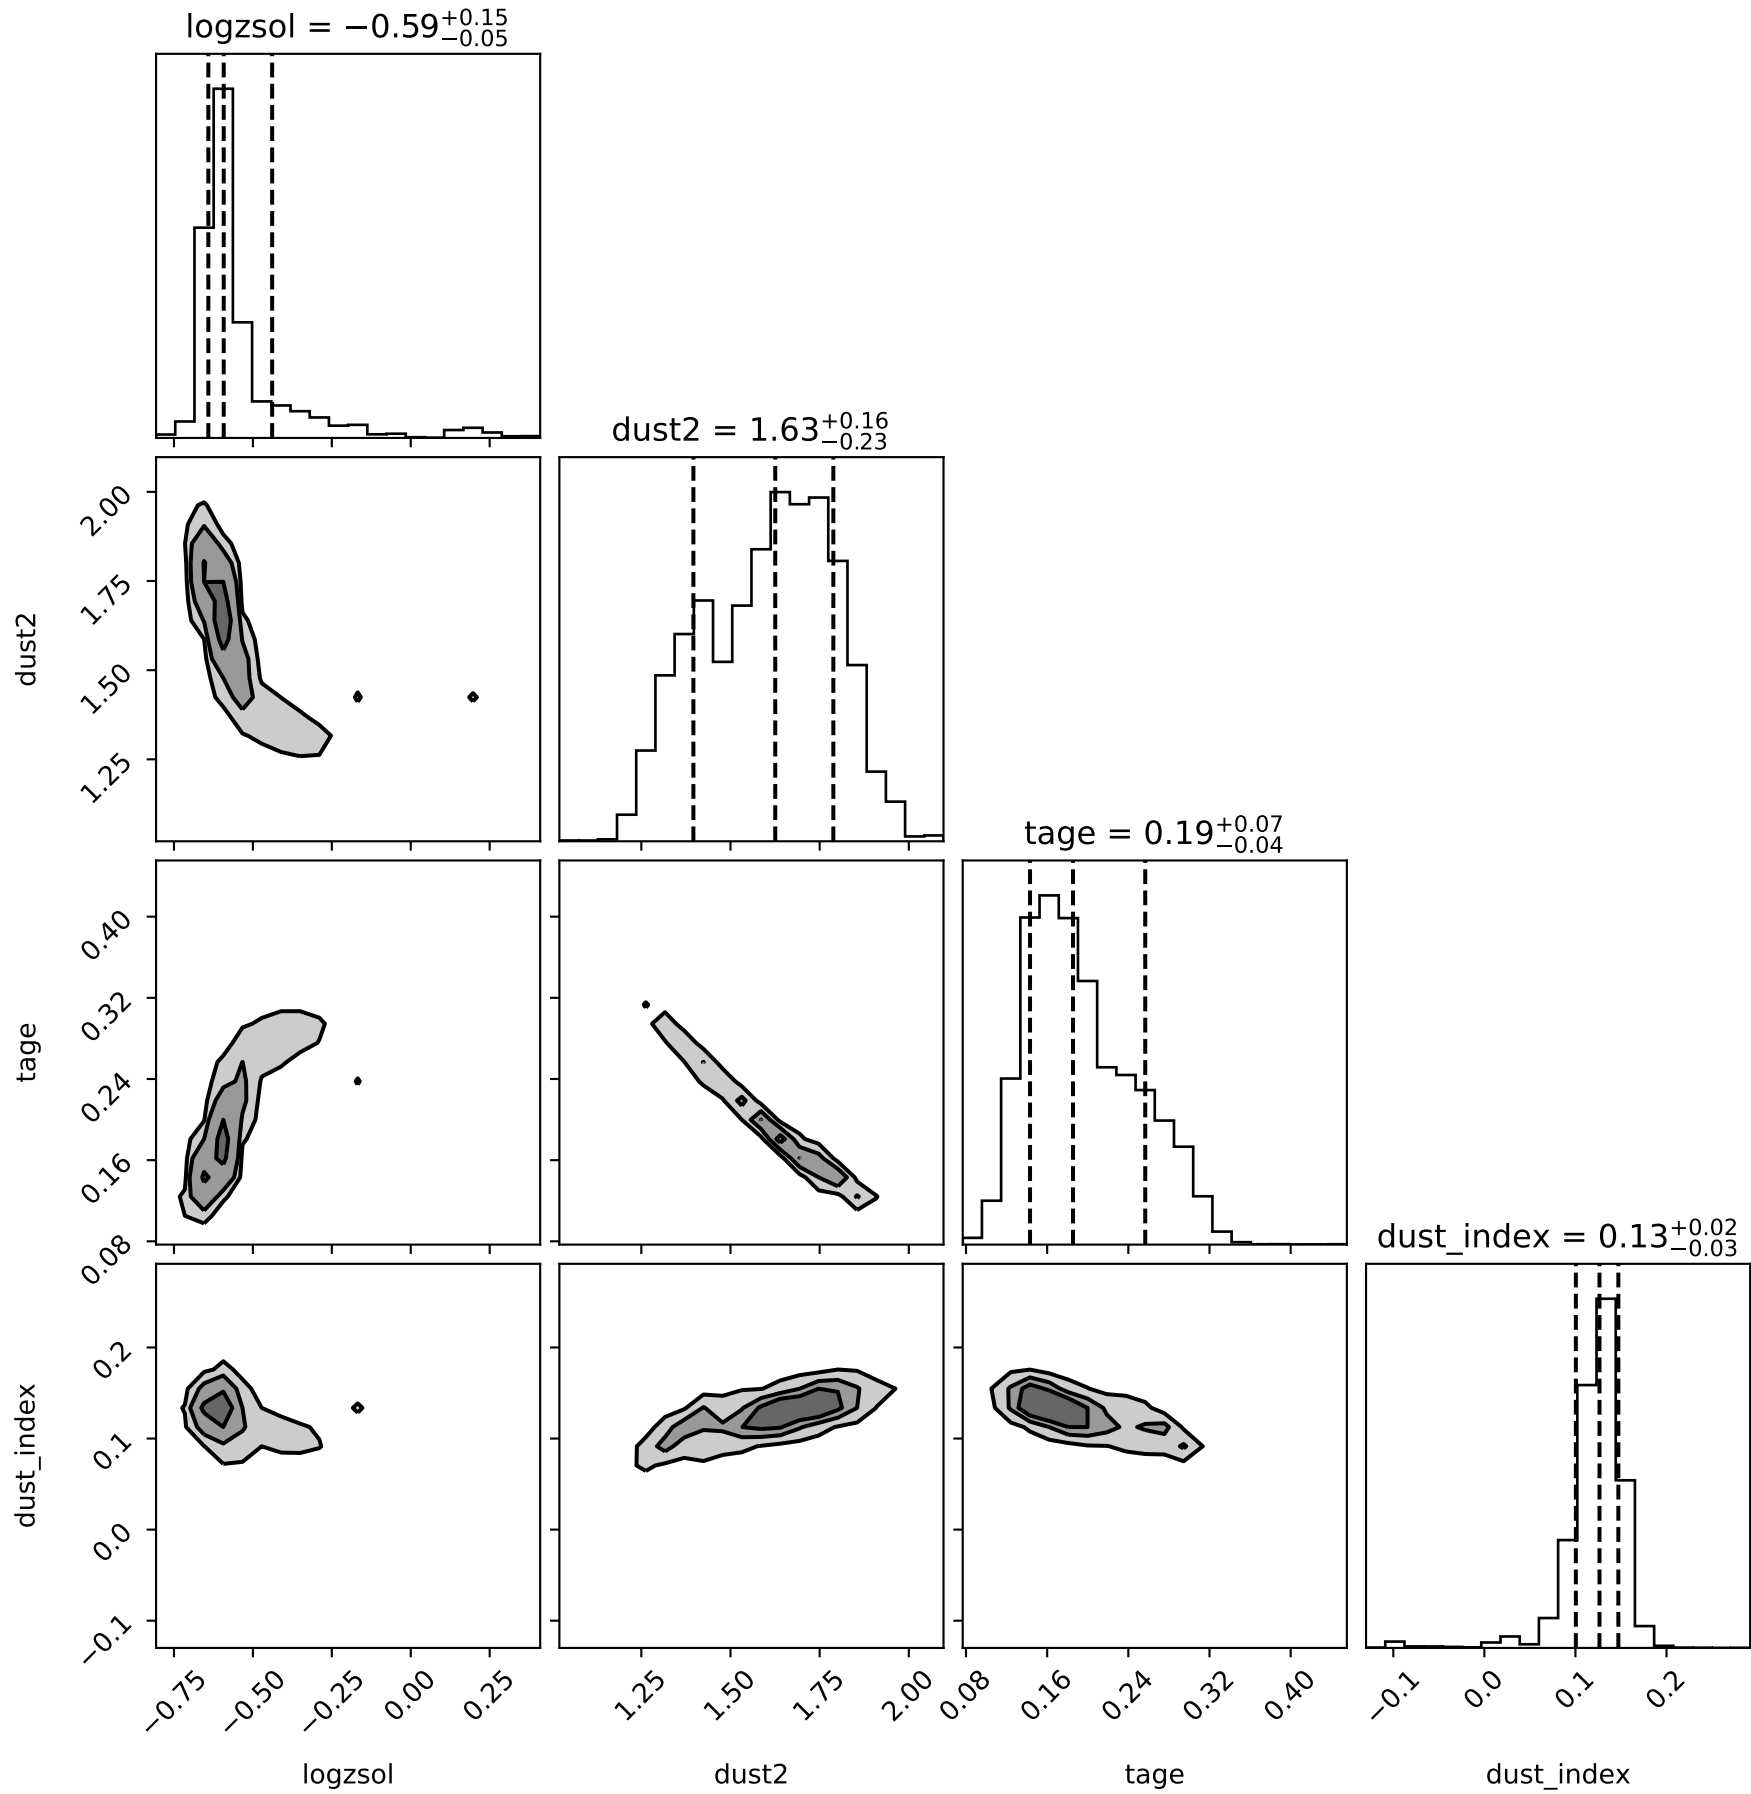 logzsol = −0.59 +0.15 −0.05
dust2 = 1.63 +0.16 −0.23
2.00
1.75
1.50
1.25
dust2
tage = 0.19 +0.07 −0.04
0.40
0.32
0.24
0.16
0.08
tage
dust_index = 0.13 +0.02 −0.03
0.2
0.1
0.0
−0.1
dust_index
−0.75 −0.50 −0.25 0.00 0.25 1.25 1.50 1.75 2.00 0.08 0.16 0.24 0.32 0.40 −0.1 0.0 0.1 0.2
logzsol dust2 tage dust_index